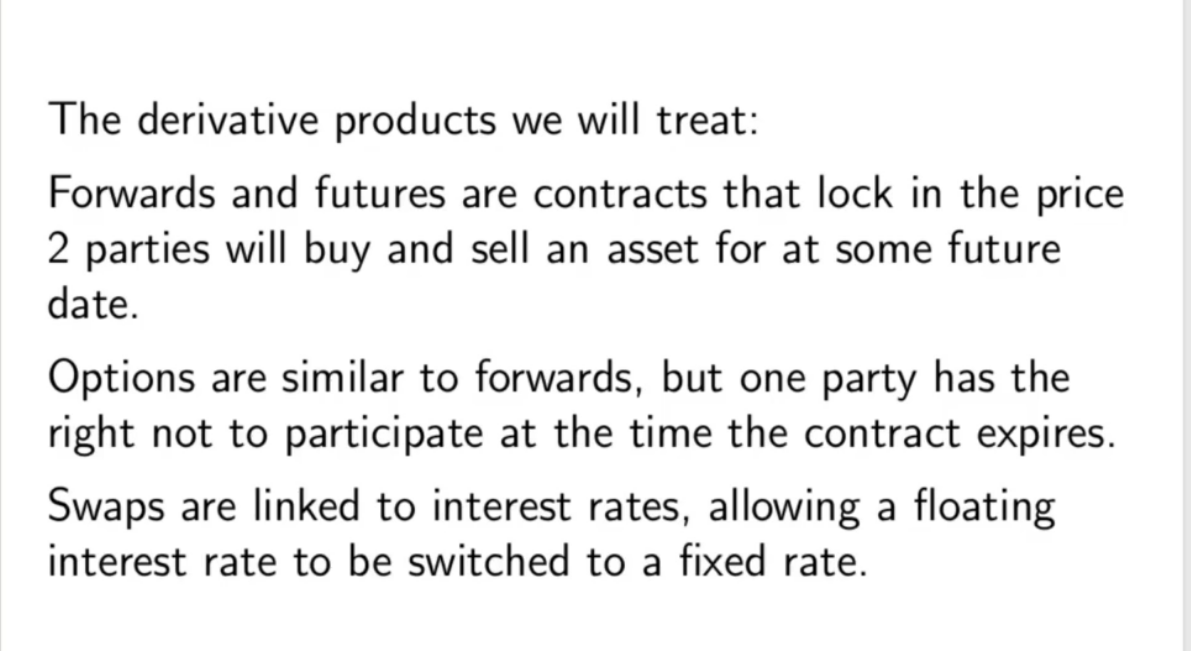 The derivative products we will treat:
Forwards and futures are contracts that lock in the price
2 parties will buy and sell an asset for at some future
date.
Options are similar to forwards, but one party has the
right not to participate at the time the contract expires.
Swaps are linked to interest rates, allowing a floating
interest rate to be switched to a fixed rate.